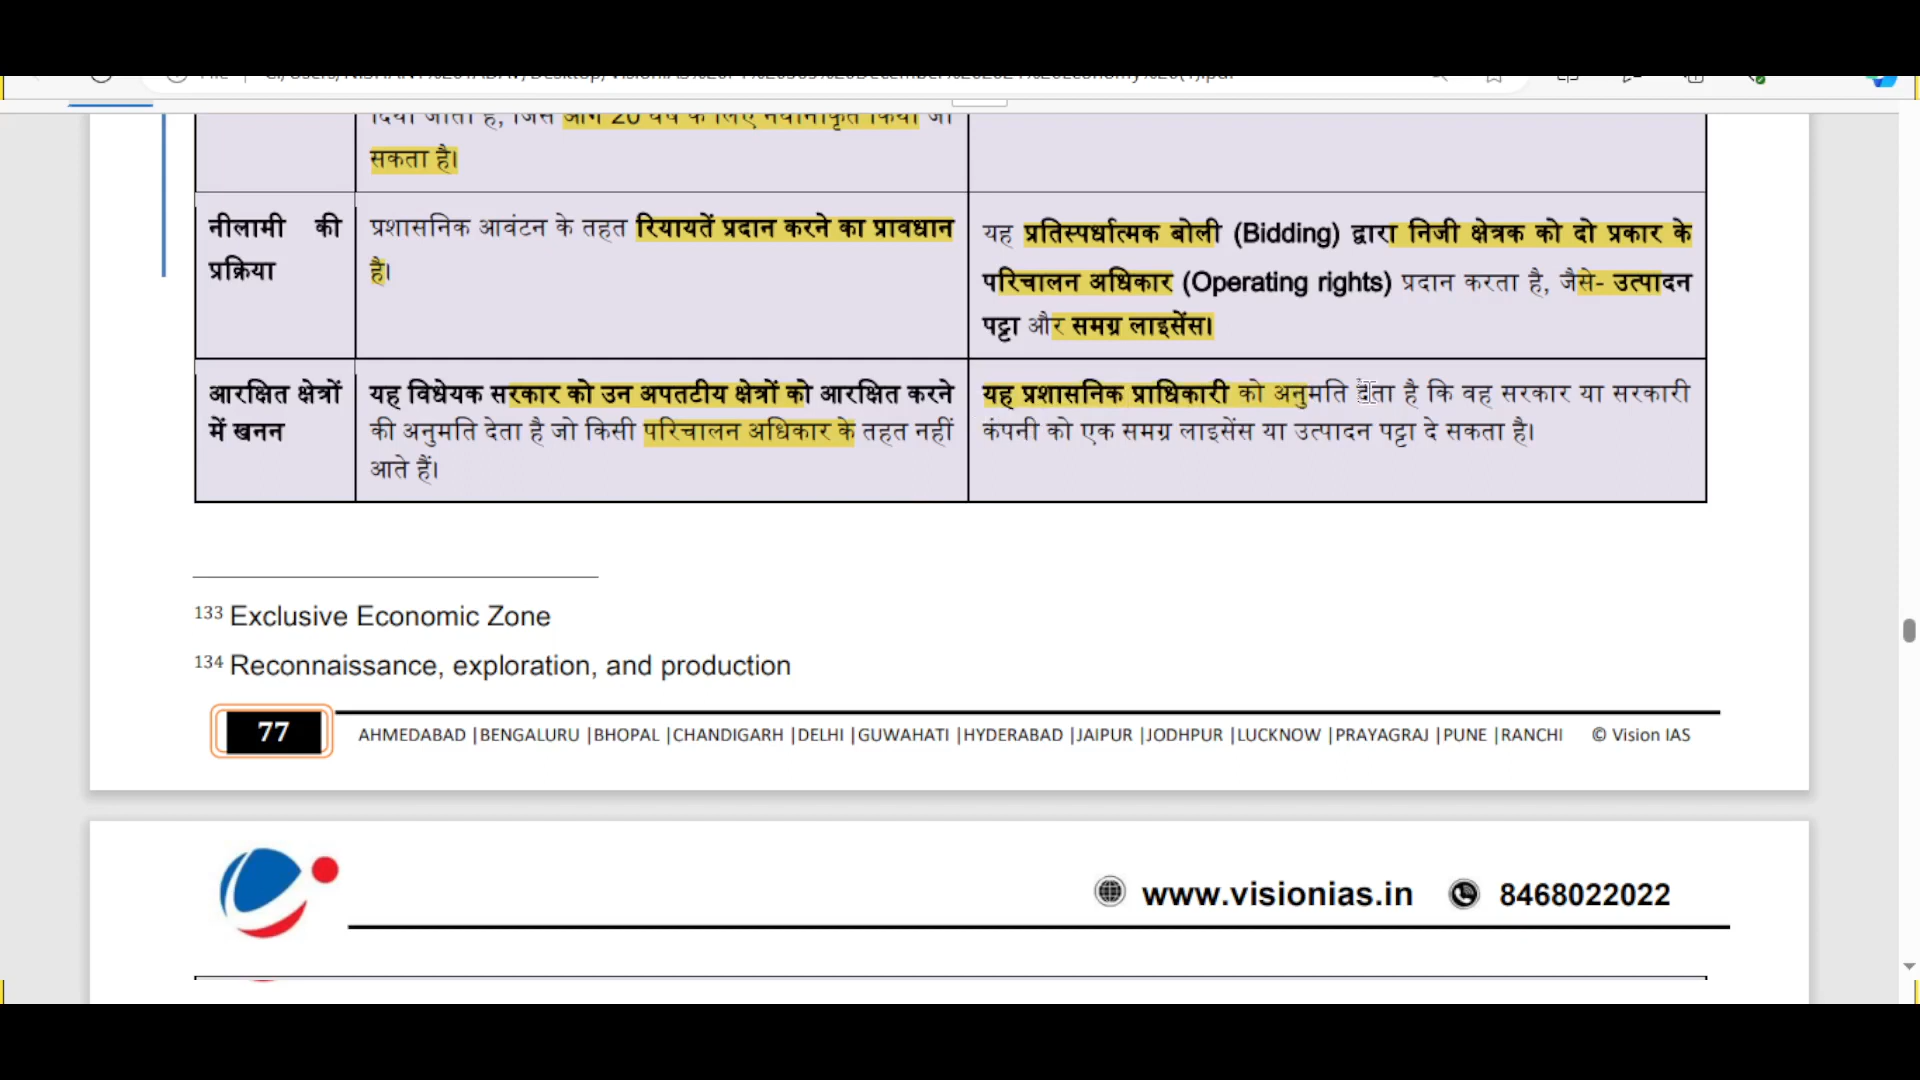 दिया जाता है, जिसे आगे 20 वर्ष के लिए नवीनीकृत किया जा
सकता है।
नीलामी की
प्रक्रिया
प्रशासनिक आवंटन के तहत रियायतें प्रदान करने का प्रावधान
है।
यह प्रतिस्पर्धात्मक बोली (Bidding) द्वारा निजी क्षेत्रक को दो प्रकार के
परिचालन अधिकार (Operating rights) प्रदान करता है, जैसे- उत्पादन
पट्टा और समग्र लाइसेंस।
आरक्षित क्षेत्रों
में खनन
यह विधेयक सरकार को उन अपतटीय क्षेत्रों को आरक्षित करने
की अनुमति देता है जो किसी परिचालन अधिकार के तहत नहीं
आते हैं।
यह प्रशासनिक प्राधिकारी को अनुमति देता है कि वह सरकार या सरकारी
कंपनी को एक समग्र लाइसेंस या उत्पादन पट्टा दे सकता है।
133 Exclusive Economic Zone
134 Reconnaissance, exploration, and production
77
AHMEDABAD |BENGALURU |BHOPAL |CHANDIGARH |DELHI |GUWAHATI |HYDERABAD |JAIPUR |JODHPUR |LUCKNOW |PRAYAGRAJ |PUNE |RANCHI © Vision IAS
www.visionias.in 8468022022